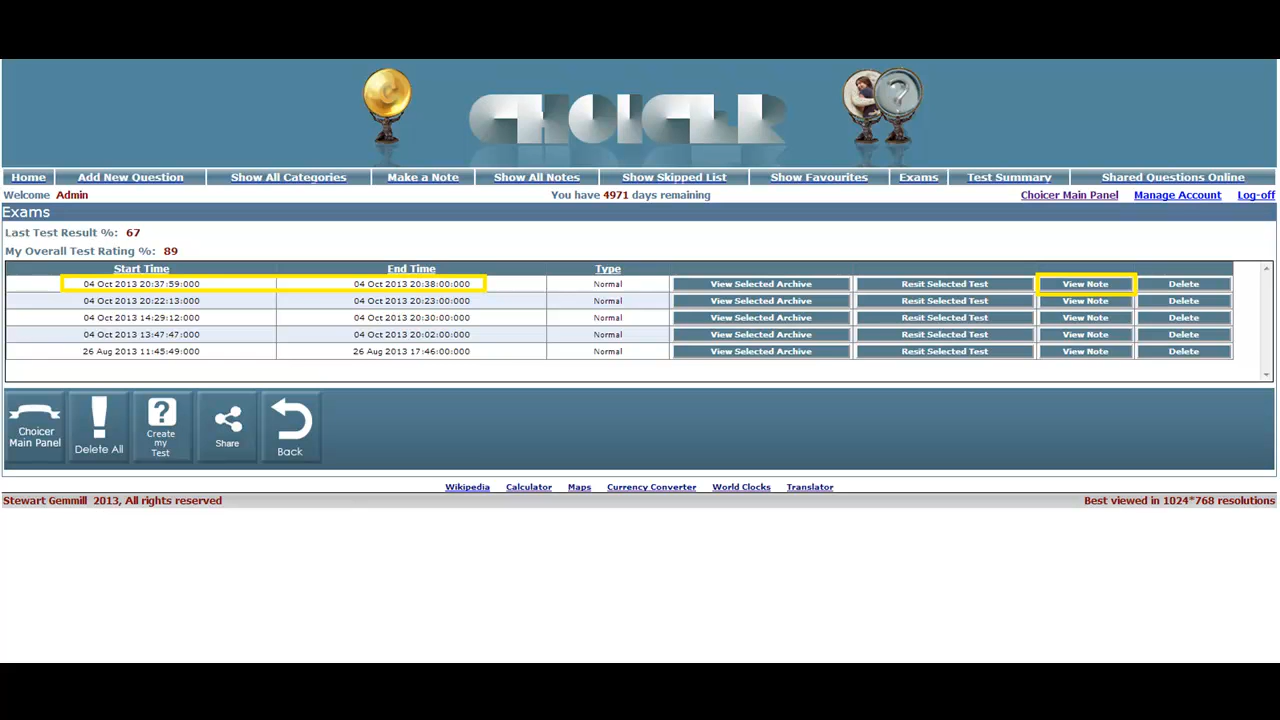 CHOICER
Home Add New Question Show All Categories Make a Note Show All Notes Show Skipped List Show Favourites Exams Test Summary Shared Questions Online
Welcome Admin You have 4971 days remaining Choicer Main Panel Manage Account Log-off
Exams
Last Test Result %: 67
My Overall Test Rating %: 89
Start Time End Time Type
04 Oct 2013 20:37:59:000 04 Oct 2013 20:38:00:000 Normal View Selected Archive Resit Selected Test View Note Delete
04 Oct 2013 20:22:13:000 04 Oct 2013 20:23:00:000 Normal View Selected Archive Resit Selected Test View Note Delete
04 Oct 2013 14:29:12:000 04 Oct 2013 20:30:00:000 Normal View Selected Archive Resit Selected Test View Note Delete
04 Oct 2013 13:47:47:000 04 Oct 2013 20:02:00:000 Normal View Selected Archive Resit Selected Test View Note Delete
26 Aug 2013 11:45:49:000 26 Aug 2013 17:46:00:000 Normal View Selected Archive Resit Selected Test View Note Delete
Choicer Main Panel
Delete All
Create my Test
Share
Back
Wikipedia Calculator Maps Currency Converter World Clocks Translator
Stewart Gemmill 2013, All rights reserved Best viewed in 1024*768 resolutions